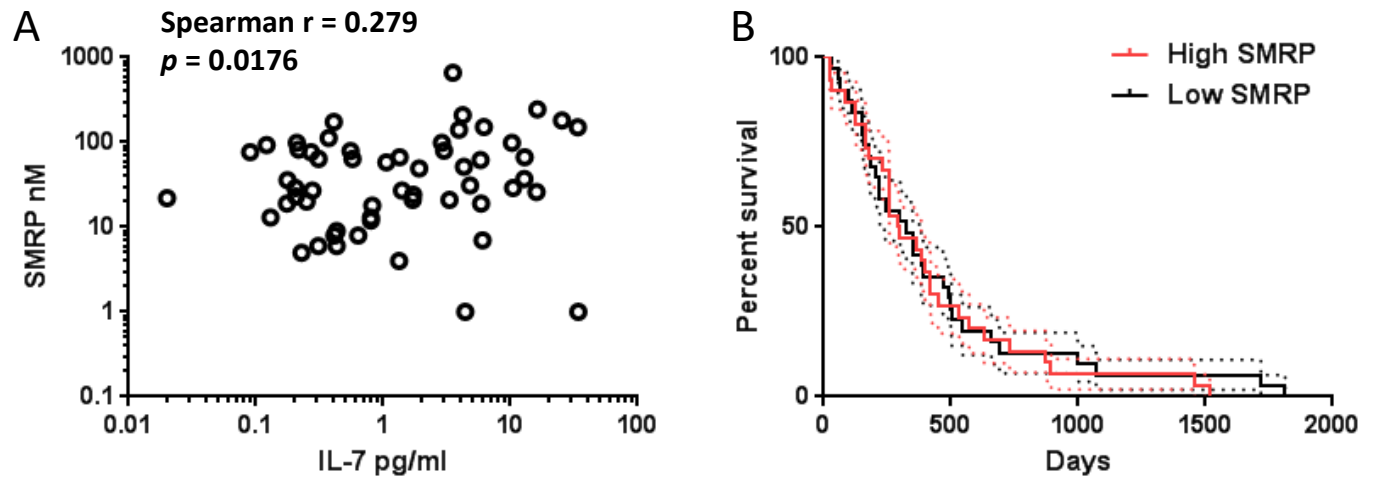 A
Spearman r = 0.279
p = 0.0176
1000
100
10
1
0.1
SMRP nM
0.01 0.1 1 10 100
IL-7 pg/ml
B
High SMRP
Low SMRP
100
50
0
Percent survival
0 500 1000 1500 2000
Days